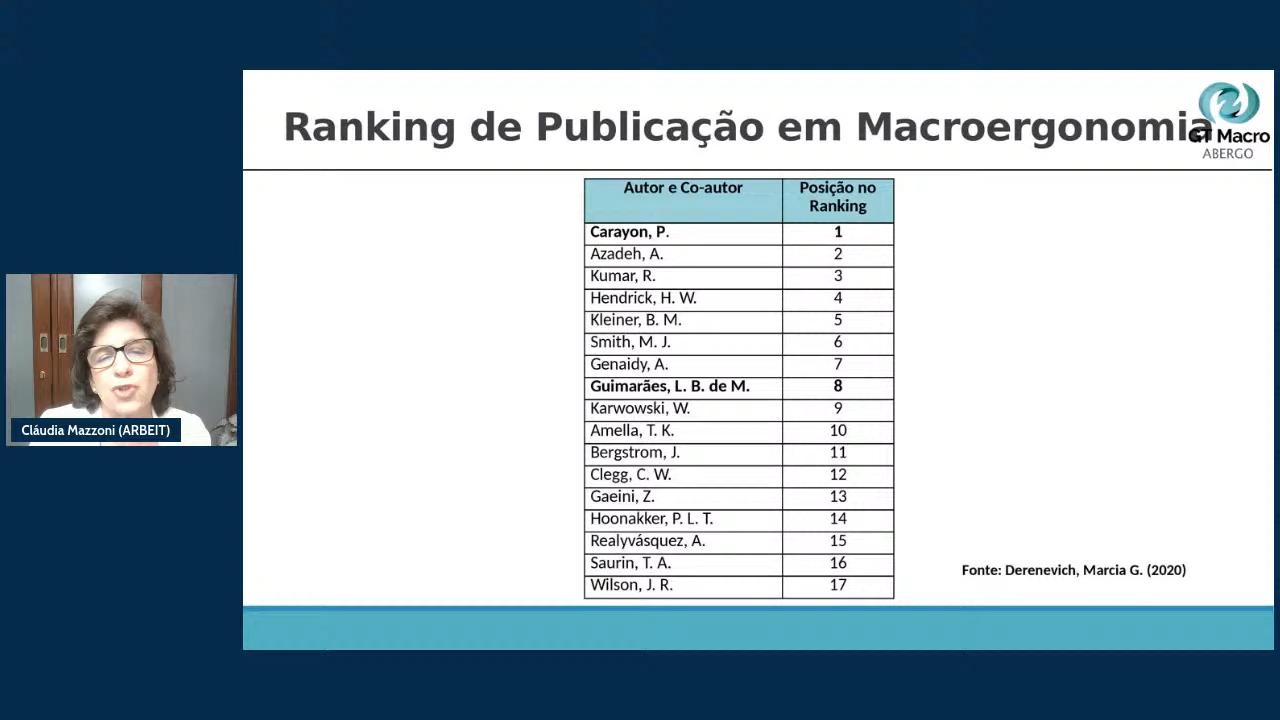 Ranking de Publicação em Macroergonomia
GT Macro
ABERGO
Autor e Co-autor Posição no Ranking
Carayon, P. 1
Azadeh, A. 2
Kumar, R. 3
Hendrick, H. W. 4
Kleiner, B. M. 5
Smith, M. J. 6
Genaidy, A. 7
Guimarães, L. B. de M. 8
Karwowski, W. 9
Amella, T. K. 10
Bergstrom, J. 11
Clegg, C. W. 12
Gaeini, Z. 13
Hoonakker, P. L. T. 14
Realyvásquez, A. 15
Saurin, T. A. 16
Wilson, J. R. 17
Fonte: Derenevich, Marcia G. (2020)
Cláudia Mazzoni (ARBEIT)